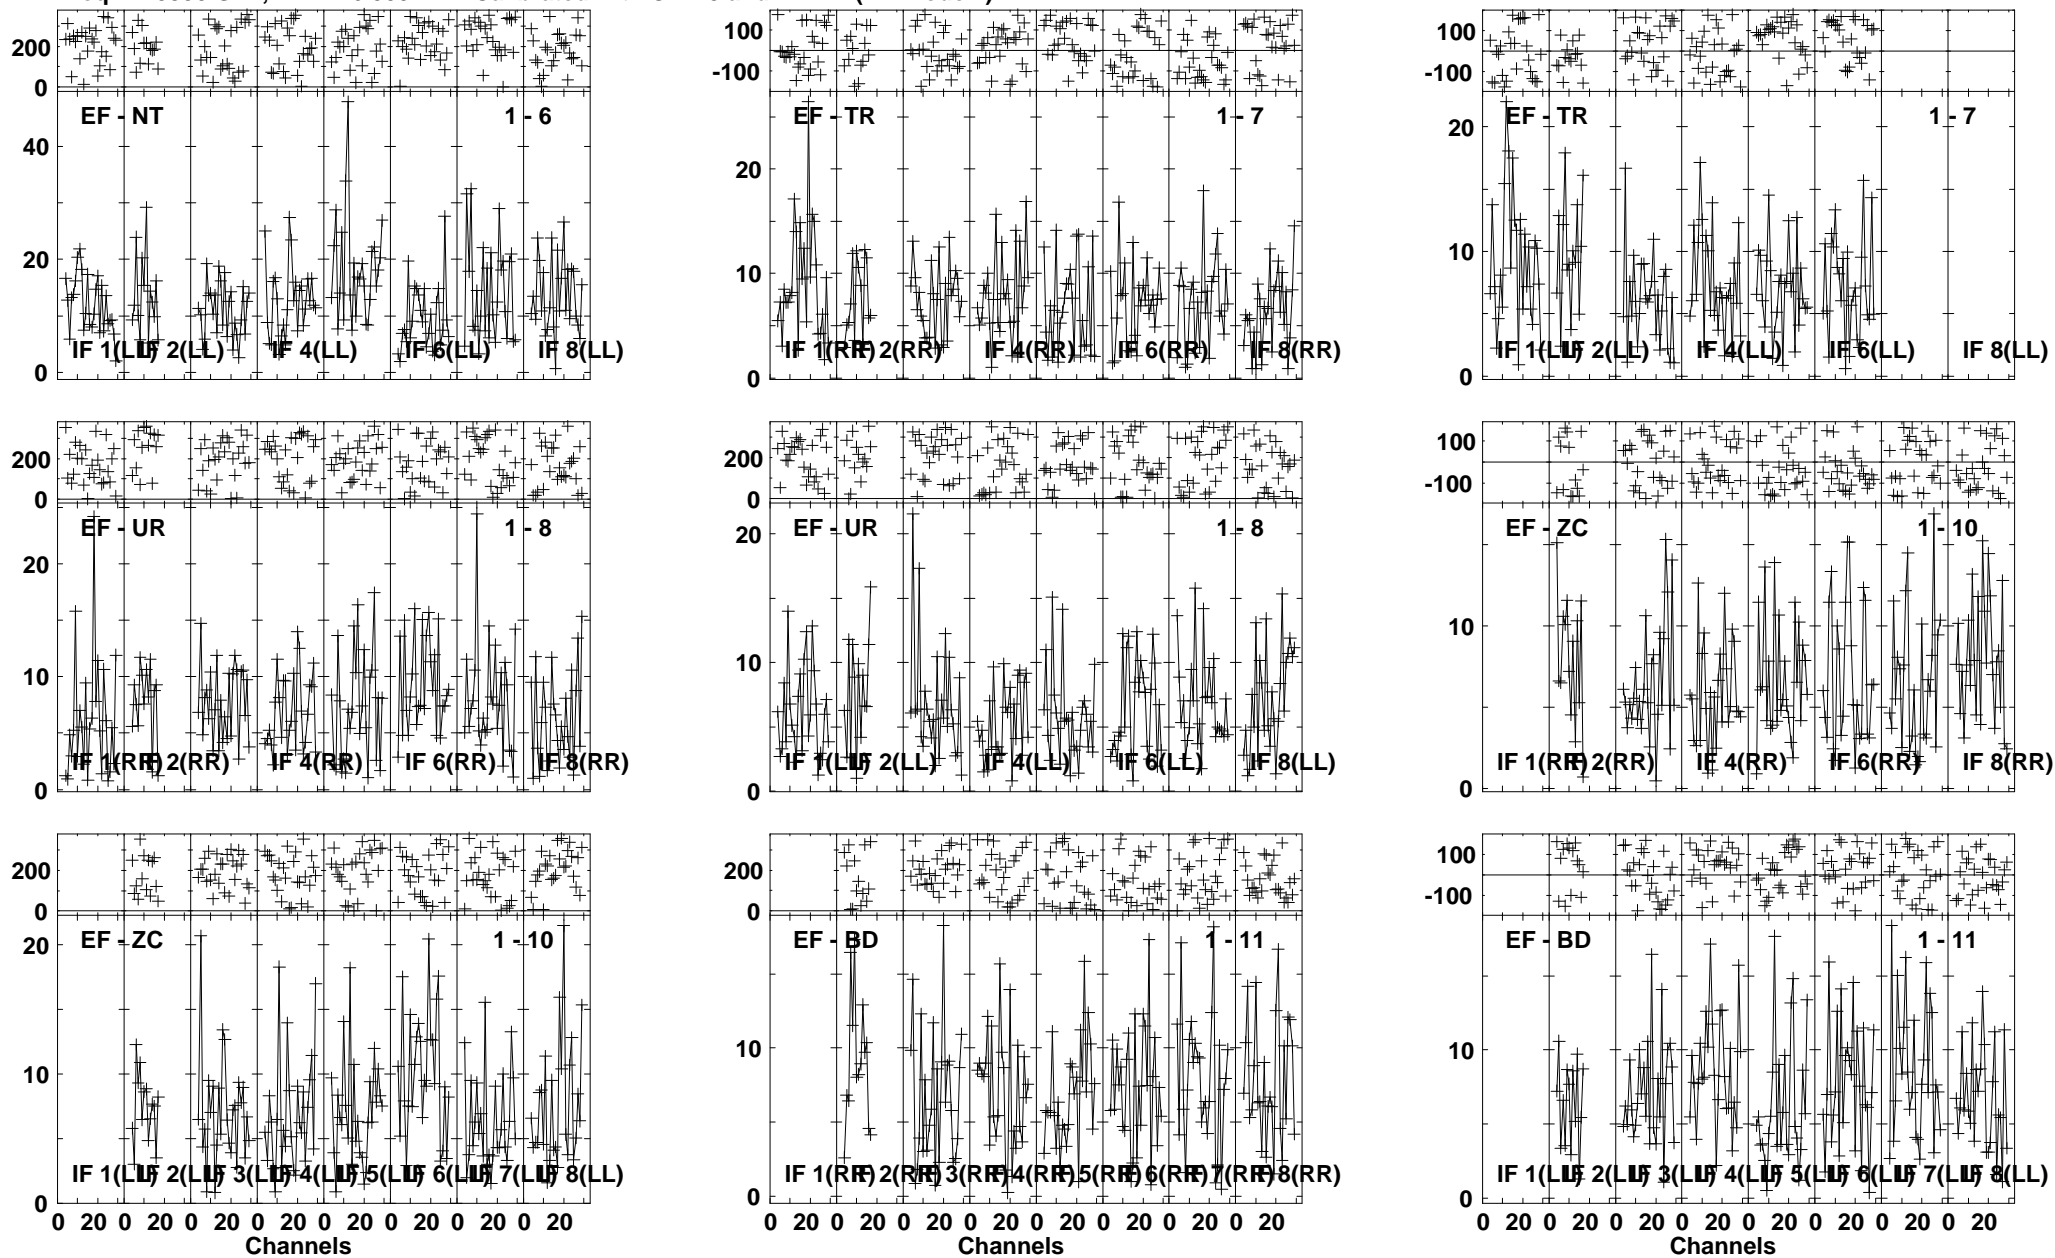 200
0
EF - NT
1 - 6
40
20
0
IF 1(LL)
IF 2(LL)
IF 4(LL)
IF 6(LL)
IF 8(LL)
100
-100
EF - TR
1 - 7
20
10
0
IF 1(RR)
IF 2(RR)
IF 4(RR)
IF 6(RR)
IF 8(RR)
100
-100
EF - TR
1 - 7
20
10
0
IF 1(LL)
IF 2(LL)
IF 4(LL)
IF 6(LL)
IF 8(LL)
200
0
EF - UR
1 - 8
20
10
0
IF 1(RR)
IF 2(RR)
IF 4(RR)
IF 6(RR)
IF 8(RR)
200
0
EF - UR
1 - 8
20
10
0
IF 1(LL)
IF 2(LL)
IF 4(LL)
IF 6(LL)
IF 8(LL)
100
-100
EF - ZC
1 - 10
10
0
IF 1(RR)
IF 2(RR)
IF 4(RR)
IF 6(RR)
IF 8(RR)
200
0
EF - ZC
1 - 10
20
10
0
IF 1(LL)
IF 2(LL)
IF 3(LL)
IF 4(LL)
IF 5(LL)
IF 6(LL)
IF 7(LL)
IF 8(LL)
0 20 0 20 0 20 0 20 0 20 0 20 0 20 0 20
Channels
200
0
EF - BD
1 - 11
10
0
IF 1(RR)
IF 2(RR)
IF 3(RR)
IF 4(RR)
IF 5(RR)
IF 6(RR)
IF 7(RR)
IF 8(RR)
0 20 0 20 0 20 0 20 0 20 0 20 0 20 0 20
Channels
100
-100
EF - BD
1 - 11
10
0
IF 1(LL)
IF 2(LL)
IF 3(LL)
IF 4(LL)
IF 5(LL)
IF 6(LL)
IF 7(LL)
IF 8(LL)
0 20 0 20 0 20 0 20 0 20 0 20 0 20 0 20
Channels